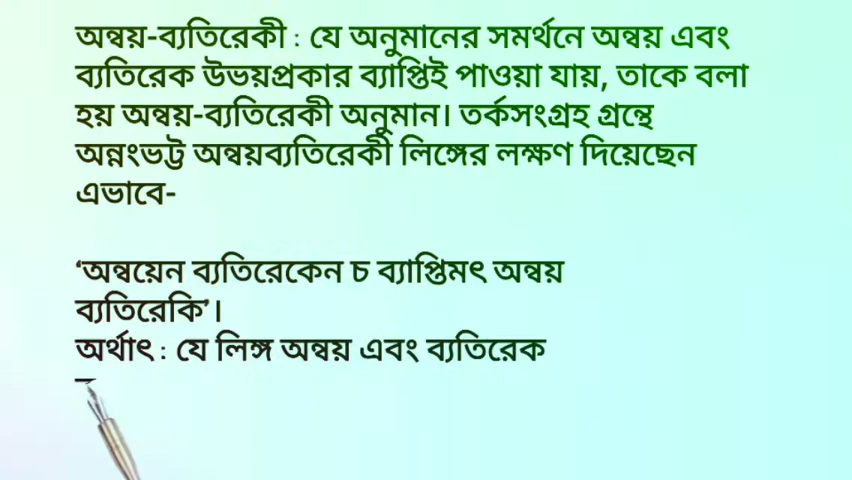 অন্বয়-ব্যতিরেকী : যে অনুমানের সমর্থনে অন্বয় এবং
ব্যতিরেক উভয়প্রকার ব্যাপ্তিই পাওয়া যায়, তাকে বলা
হয় অন্বয়-ব্যতিরেকী অনুমান। তর্কসংগ্রহ গ্রন্থে
অন্নংভট্ট অন্বয়ব্যতিরেকী লিঙ্গের লক্ষণ দিয়েছেন
এভাবে-
‘অন্বয়েন ব্যতিরেকেন চ ব্যাপ্তিমৎ অন্বয়
ব্যতিরেকি’।
অর্থাৎ : যে লিঙ্গ অন্বয় এবং ব্যতিরেক